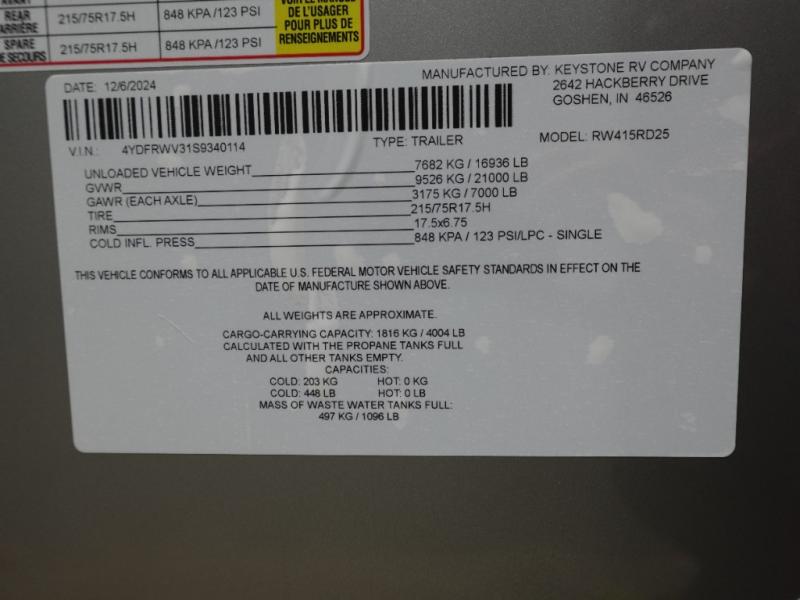 REAR
ARRIÈRE
215/75R17.5H
848 KPA /123 PSI
SPARE
DE SECOURS
215/75R17.5H
848 KPA /123 PSI
DE L'USAGER
POUR PLUS DE
RENSEIGNEMENTS
DATE: 12/6/2024
MANUFACTURED BY: KEYSTONE RV COMPANY
2642 HACKBERRY DRIVE
GOSHEN, IN 46526
V.I.N.: 4YDFRWV31S9340114
TYPE: TRAILER
MODEL: RW415RD25
UNLOADED VEHICLE WEIGHT 7682 KG / 16936 LB
GVWR 9526 KG / 21000 LB
GAWR (EACH AXLE) 3175 KG / 7000 LB
TIRE 215/75R17.5H
RIMS 17.5x6.75
COLD INFL. PRESS 848 KPA / 123 PSI/LPC - SINGLE
THIS VEHICLE CONFORMS TO ALL APPLICABLE U.S. FEDERAL MOTOR VEHICLE SAFETY STANDARDS IN EFFECT ON THE
DATE OF MANUFACTURE SHOWN ABOVE.
ALL WEIGHTS ARE APPROXIMATE.
CARGO-CARRYING CAPACITY: 1816 KG / 4004 LB
CALCULATED WITH THE PROPANE TANKS FULL
AND ALL OTHER TANKS EMPTY.
CAPACITIES:
COLD: 203 KG HOT: 0 KG
COLD: 448 LB HOT: 0 LB
MASS OF WASTE WATER TANKS FULL:
497 KG / 1096 LB